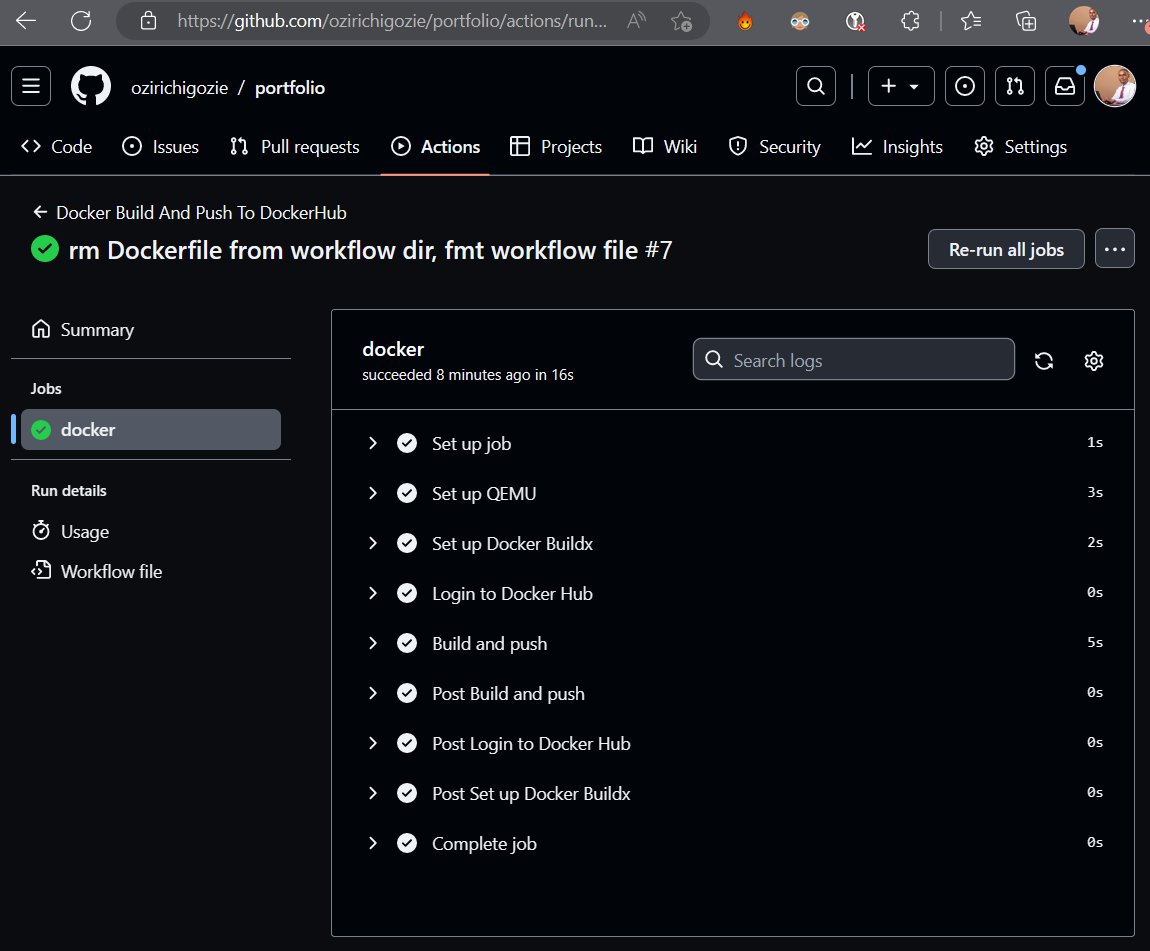 https://github.com/ozirichigozie/portfolio/actions/run...
ozirichigozie / portfolio
Code Issues Pull requests Actions Projects Wiki Security Insights Settings
← Docker Build And Push To DockerHub
rm Dockerfile from workflow dir, fmt workflow file #7
Re-run all jobs
Summary
Jobs
docker
Run details
Usage
Workflow file
docker
succeeded 8 minutes ago in 16s
Search logs
Set up job 1s
Set up QEMU 3s
Set up Docker Buildx 2s
Login to Docker Hub 0s
Build and push 5s
Post Build and push 0s
Post Login to Docker Hub 0s
Post Set up Docker Buildx 0s
Complete job 0s